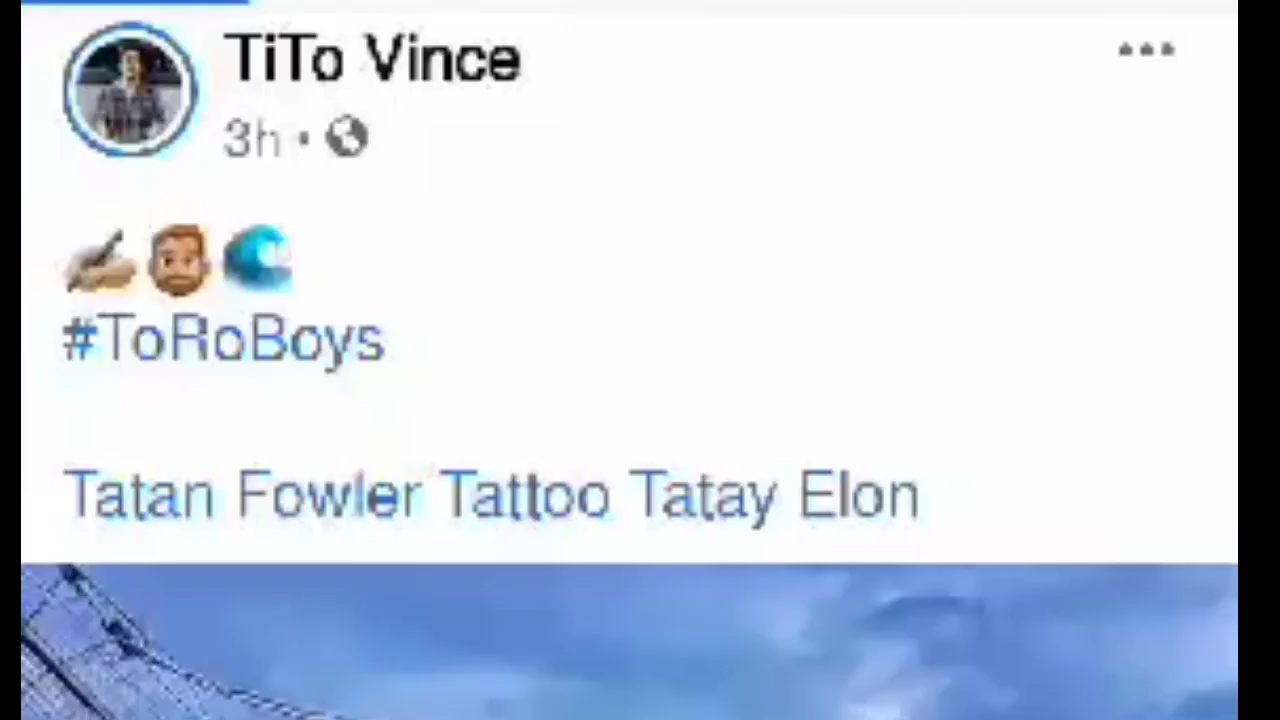 TiTo Vince
3h •
✍🏼🧔🏼🌊
#ToRoBoys
Tatan Fowler Tattoo Tatay Elon